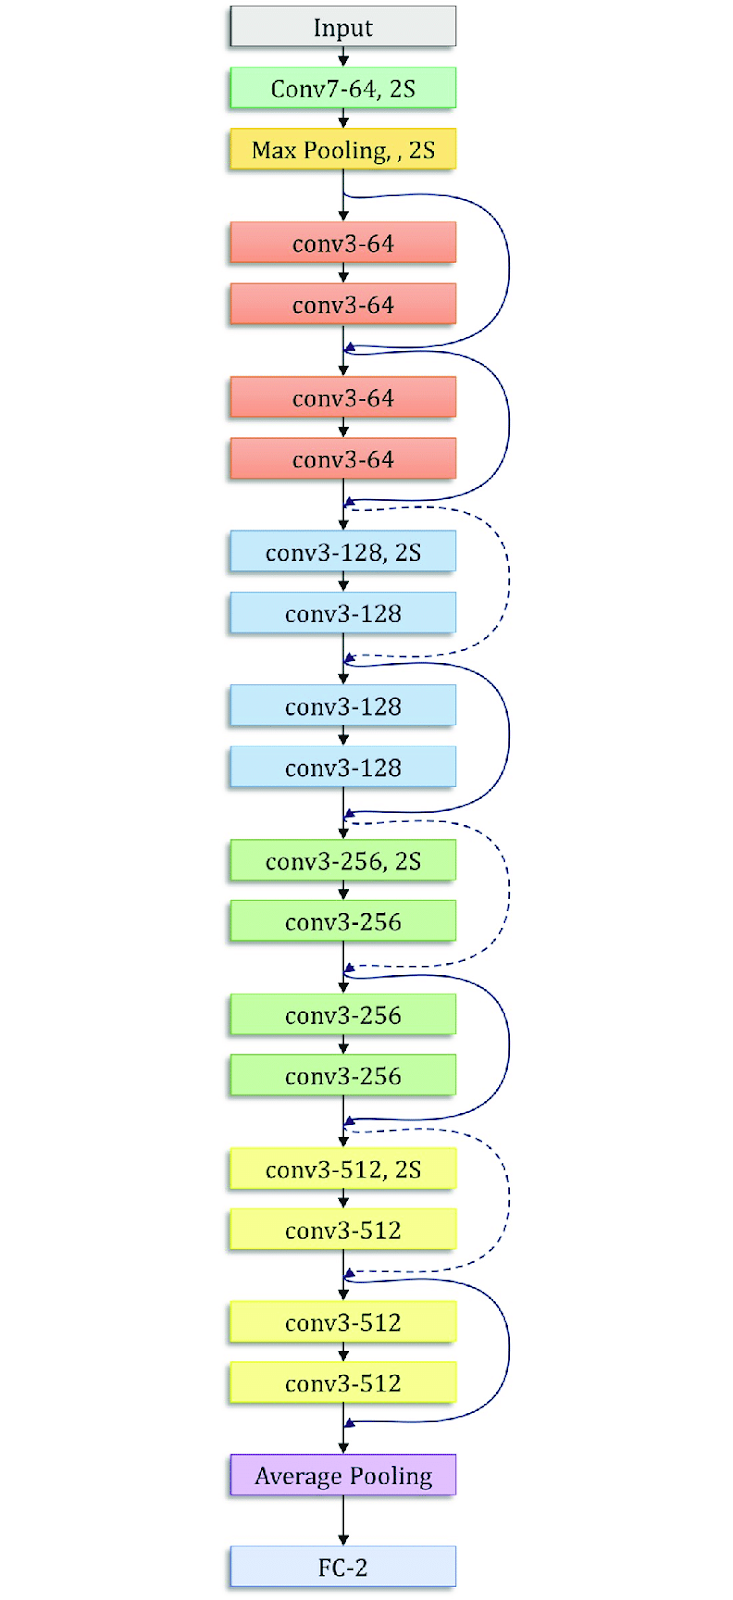 Input
Conv7-64, 2S
Max Pooling, , 2S
conv3-64
conv3-64
conv3-64
conv3-64
conv3-128, 2S
conv3-128
conv3-128
conv3-128
conv3-256, 2S
conv3-256
conv3-256
conv3-256
conv3-512, 2S
conv3-512
conv3-512
conv3-512
Average Pooling
FC-2